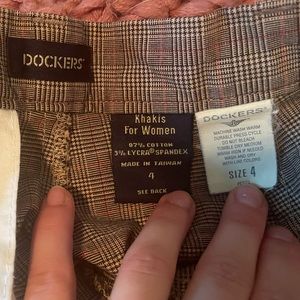 DOCKERS®
Khakis
For Women
97% COTTON
3% LYCRA® SPANDEX
MADE IN TAIWAN
4
SEE BACK
DOCKERS®
MACHINE WASH WARM
DURABLE PRESS CYCLE
DO NOT BLEACH
TUMBLE DRY MEDIUM
WARM IRON IF NEEDED
WASH AND DRY
WITH LIKE COLORS
SIZE 4